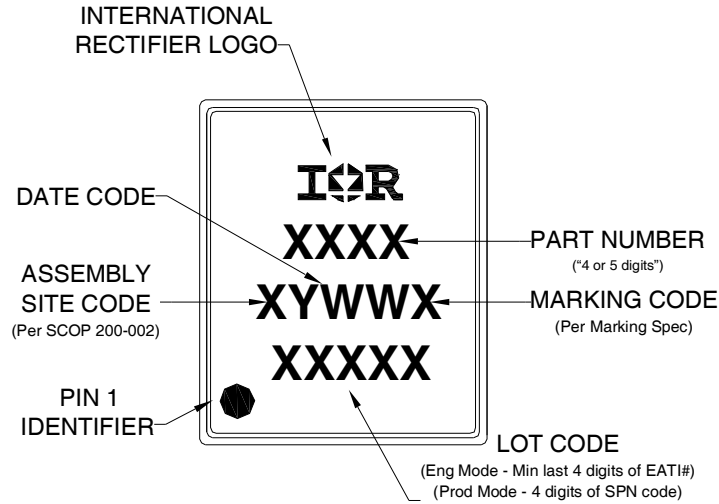 INTERNATIONAL
RECTIFIER LOGO
IOR
DATE CODE
XXXX
PART NUMBER
(“4 or 5 digits”)
ASSEMBLY
SITE CODE
(Per SCOP 200-002)
XYWWX
MARKING CODE
(Per Marking Spec)
XXXXX
PIN 1
IDENTIFIER
LOT CODE
(Eng Mode - Min last 4 digits of EATI#)
(Prod Mode - 4 digits of SPN code)